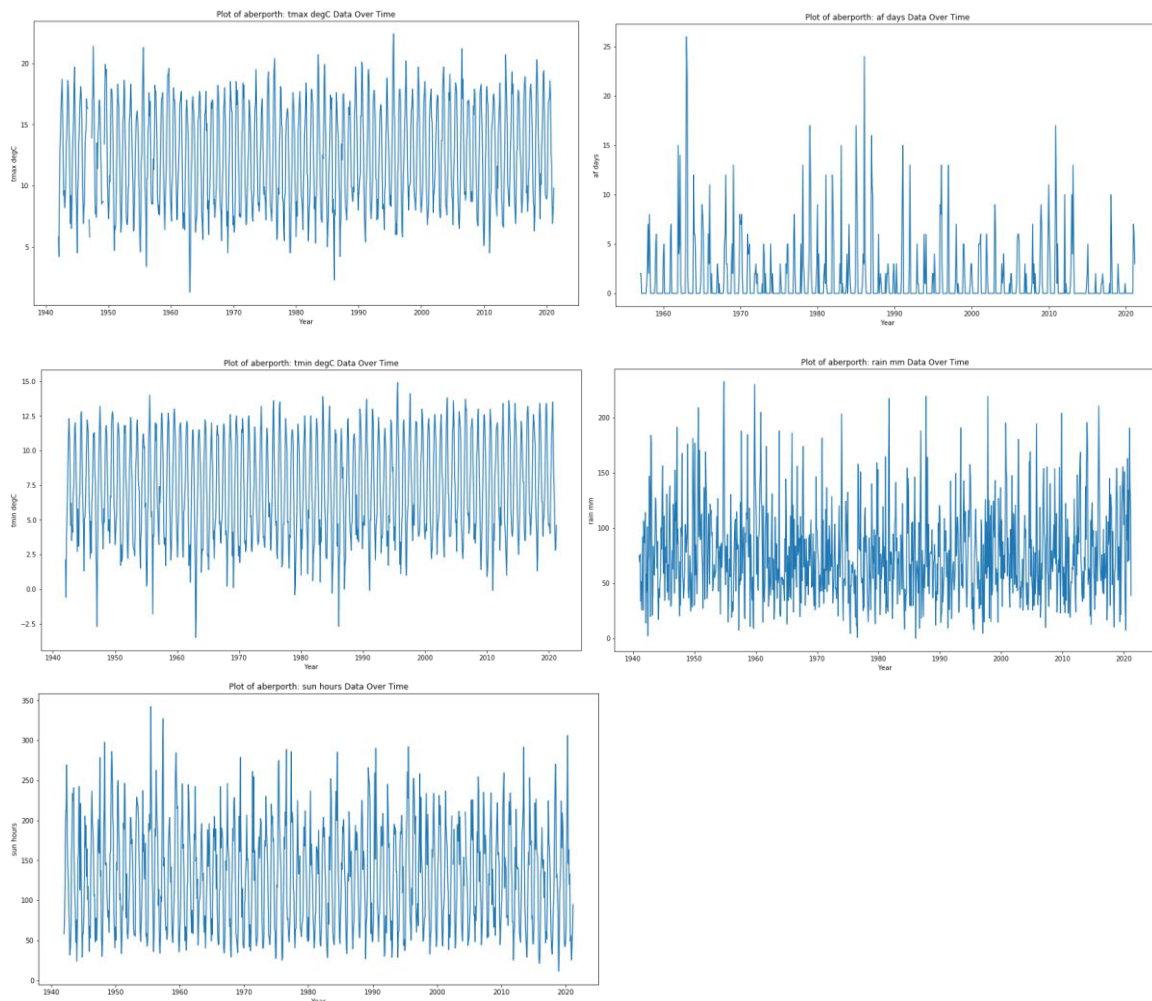 Plot of aberporth: tmax degC Data Over Time
20
15
10
5
tmax degC
1940 1950 1960 1970 1980 1990 2000 2010 2020
Year
Plot of aberporth: af days Data Over Time
25
20
15
10
5
0
af days
1960 1970 1980 1990 2000 2010 2020
Year
Plot of aberporth: tmin degC Data Over Time
15.0
12.5
10.0
7.5
5.0
2.5
0.0
−2.5
tmin degC
1940 1950 1960 1970 1980 1990 2000 2010 2020
Year
Plot of aberporth: rain mm Data Over Time
200
150
100
50
0
rain mm
1940 1950 1960 1970 1980 1990 2000 2010 2020
Year
Plot of aberporth: sun hours Data Over Time
350
300
250
200
150
100
50
0
sun hours
1940 1950 1960 1970 1980 1990 2000 2010 2020
Year